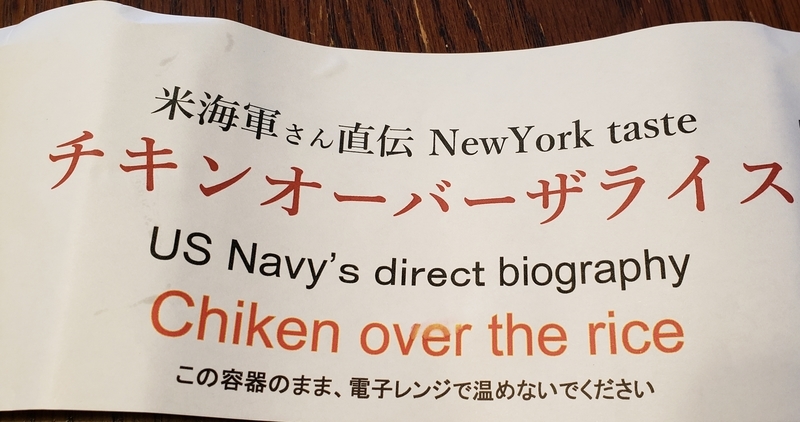 米海軍さん直伝 NewYork taste
チキンオーバーザライス
US Navy's direct biography
Chiken over the rice
この容器のまま、電子レンジで温めないでください